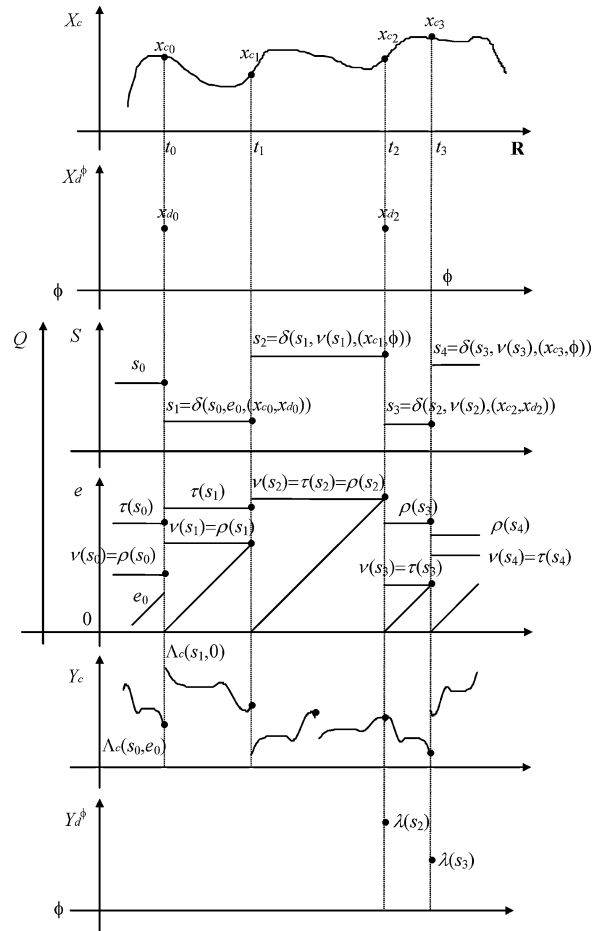 Xc
xc0
xc1
xc2
xc3
t0 t1 t2 t3 R
Xdϕ
xd0
xd2
ϕ
ϕ
Q
S
s0
s1=δ(s0,e0,(xc0,xd0))
s2=δ(s1,ν(s1),(xc1,ϕ))
s3=δ(s2,ν(s2),(xc2,xd2))
s4=δ(s3,ν(s3),(xc3,ϕ))
e
τ(s0)
τ(s1)
ν(s2)=τ(s2)=ρ(s2)
ρ(s3)
ρ(s4)
ν(s0)=ρ(s0)
ν(s1)=ρ(s1)
ν(s3)=τ(s3)
ν(s4)=τ(s4)
e0
0
Yc
Λc(s1,0)
Λc(s0,e0)
Ydϕ
λ(s2)
λ(s3)
ϕ